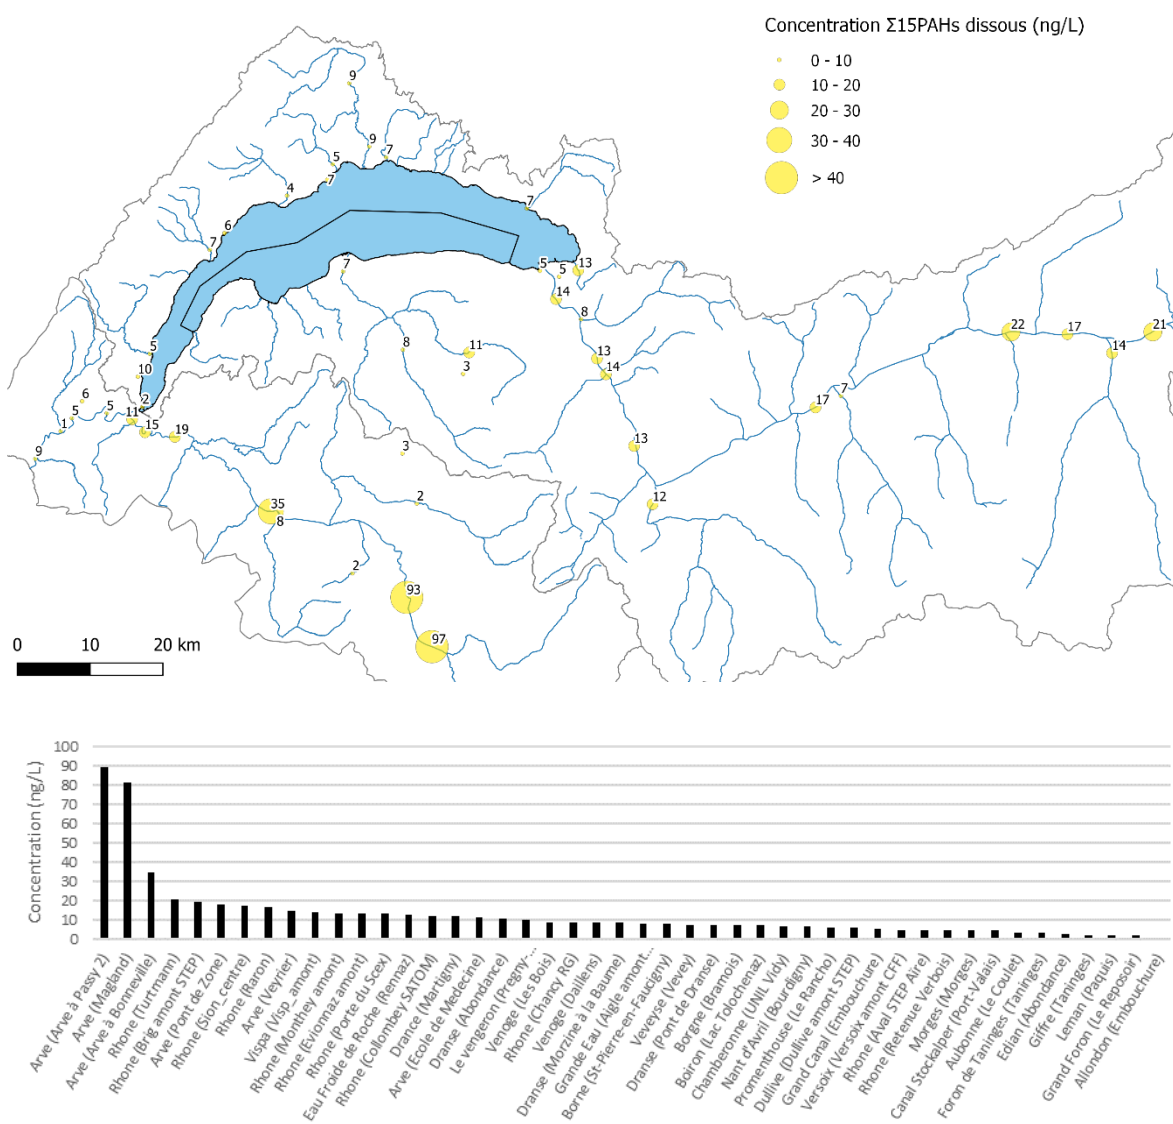 Concentration Σ15PAHs dissous (ng/L)
0 - 10
10 - 20
20 - 30
30 - 40
> 40
9
9
7
5
7
4
7
6
7
7
5
5
13
14
8
13
14
8
11
3
22
17
21
14
17
7
5
10
2
6
5
5
1
9
11
15
19
13
12
3
2
35
8
2
93
97
0 10 20 km
Concentration (ng/L)
100
90
80
70
60
50
40
30
20
10
0
Arve (Arve à Passy 2)
Arve (Magland)
Arve (Arve à Bonneville)
Rhone (Turtmann)
Rhone (Brig amont STEP)
Arve (Pont de Zone)
Rhone (Sion_centre)
Rhone (Raron)
Arve (Veyrier)
Vispa (Visp_amont)
Rhone (Monthey amont)
Rhone (Evionnaz amont)
Rhone (Porte du Scex)
Eau Froide de Roche (Rennaz)
Rhone (Collombey SATOM)
Drance (Martigny)
Arve (Ecole de Medecine)
Dranse (Abondance)
Le vengeron (Pregny-...
Venoge (Les Bois)
Rhone (Chancy RG)
Venoge (Daillens)
Dranse (Morzine à la Baume)
Grande Eau (Aigle amont...
Borne (St-Pierre-en-Faucigny)
Veveyse (Vevey)
Dranse (Pont de Dranse)
Borgne (Bramois)
Boiron (Lac Tolochenaz)
Chamberonne (UNIL Vidy)
Nant d'Avril (Bourdigny)
Promenthouse (Le Rancho)
Dullive (Dullive amont STEP)
Grand Canal (Embouchure)
Versoix (Versoix amont CFF)
Rhone (Aval STEP Aire)
Rhone (Retenue Verbois)
Morges (Morges)
Canal Stockalper (Port-Valais)
Aubonne (Le Coulet)
Foron de Taninges (Taninges)
Edian (Abondance)
Giffre (Taninges)
Leman (Paquis)
Grand Foron (Le Reposoir)
Allondon (Embouchure)